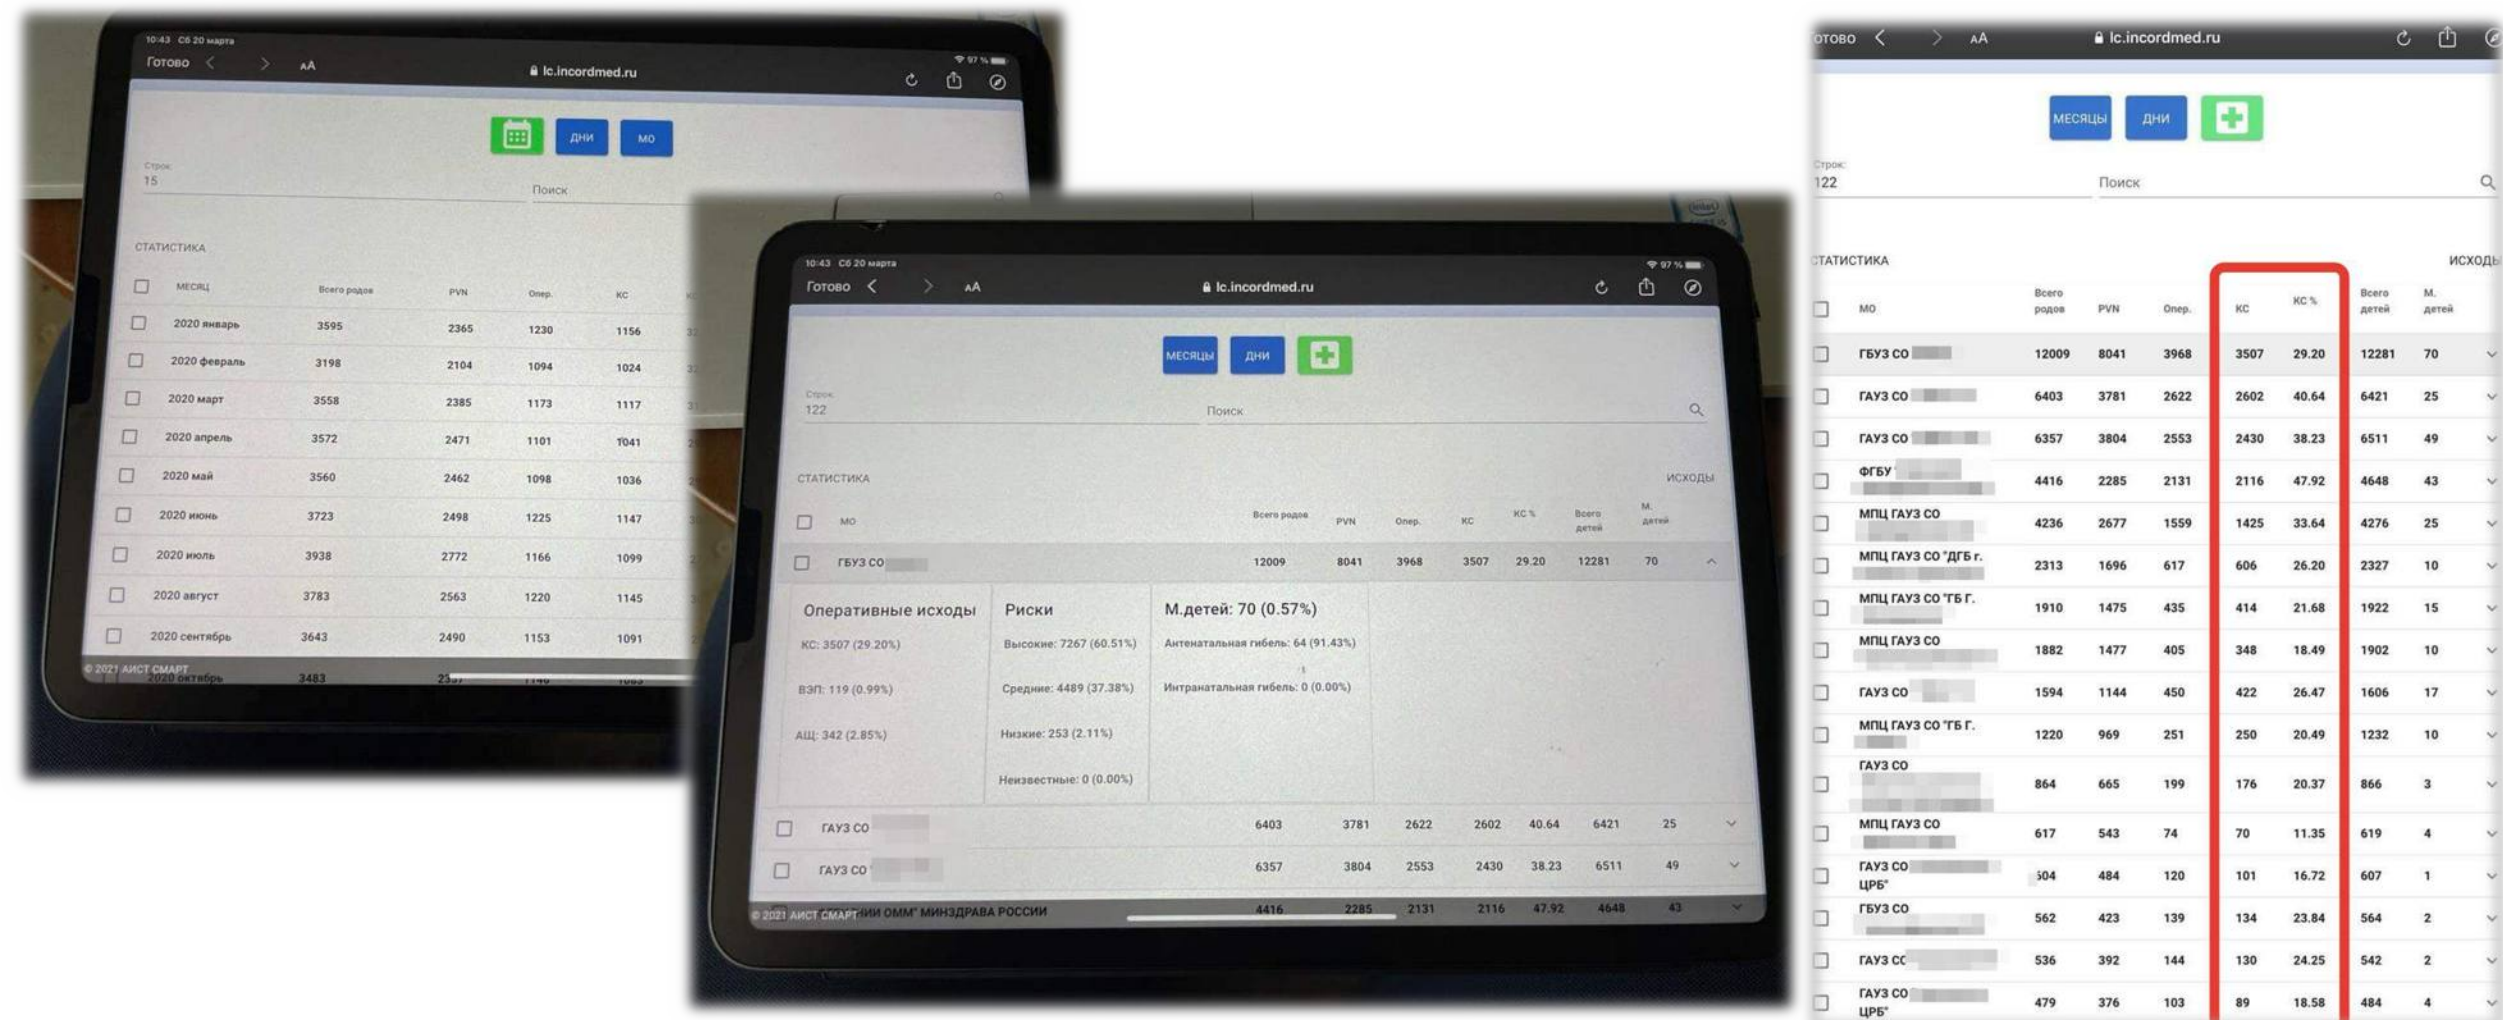 10:43 Сб 20 марта
97 %
Готово АА lc.incordmed.ru
ДНИ МО
Строк:
15
Поиск
СТАТИСТИКА
МЕСЯЦ Всего родов PVN Опер. КС
2020 январь 3595 2365 1230 1156
2020 февраль 3198 2104 1094 1024
2020 март 3558 2385 1173 1117
2020 апрель 3572 2471 1101 1041
2020 май 3560 2462 1098 1036
2020 июнь 3723 2498 1225 1147
2020 июль 3938 2772 1166 1099
2020 август 3783 2563 1220 1145
2020 сентябрь 3643 2490 1153 1091
© 2021 АИСТ СМАРТ
2020 октябрь 3483
intel
10:43 Сб 20 марта
97 %
Готово АА lc.incordmed.ru
МЕСЯЦЫ ДНИ
Строк:
122
Поиск
СТАТИСТИКА ИСХОДЫ
МО Всего родов PVN Опер. КС КС % Всего детей М. детей
ГБУЗ СО 12009 8041 3968 3507 29.20 12281 70
Оперативные исходы Риски М.детей: 70 (0.57%)
КС: 3507 (29.20%) Высокие: 7267 (60.51%) Антенатальная гибель: 64 (91.43%)
ВЭП: 119 (0.99%) Средние: 4489 (37.38%) Интранатальная гибель: 0 (0.00%)
АЩ: 342 (2.85%) Низкие: 253 (2.11%)
Неизвестные: 0 (0.00%)
ГАУЗ СО 6403 3781 2622 2602 40.64 6421 25
ГАУЗ СО 6357 3804 2553 2430 38.23 6511 49
© 2021 АИСТ СМАРТ НИИ ОММ" МИНЗДРАВА РОССИИ 4416 2285 2131 2116 47.92 4648 43
отово АА lc.incordmed.ru
МЕСЯЦЫ ДНИ
Строк:
122
Поиск
СТАТИСТИКА ИСХОДЫ
МО Всего родов PVN Опер. КС КС % Всего детей М. детей
ГБУЗ СО 12009 8041 3968 3507 29.20 12281 70
ГАУЗ СО 6403 3781 2622 2602 40.64 6421 25
ГАУЗ СО 6357 3804 2553 2430 38.23 6511 49
ФГБУ 4416 2285 2131 2116 47.92 4648 43
МПЦ ГАУЗ СО 4236 2677 1559 1425 33.64 4276 25
МПЦ ГАУЗ СО "ДГБ г. 2313 1696 617 606 26.20 2327 10
МПЦ ГАУЗ СО "ГБ Г. 1910 1475 435 414 21.68 1922 15
МПЦ ГАУЗ СО 1882 1477 405 348 18.49 1902 10
ГАУЗ СО 1594 1144 450 422 26.47 1606 17
МПЦ ГАУЗ СО "ГБ Г. 1220 969 251 250 20.49 1232 10
ГАУЗ СО 864 665 199 176 20.37 866 3
МПЦ ГАУЗ СО 617 543 74 70 11.35 619 4
ГАУЗ СО ЦРБ" 604 484 120 101 16.72 607 1
ГБУЗ СО 562 423 139 134 23.84 564 2
ГАУЗ СО 536 392 144 130 24.25 542 2
ГАУЗ СО ЦРБ" 479 376 103 89 18.58 484 4